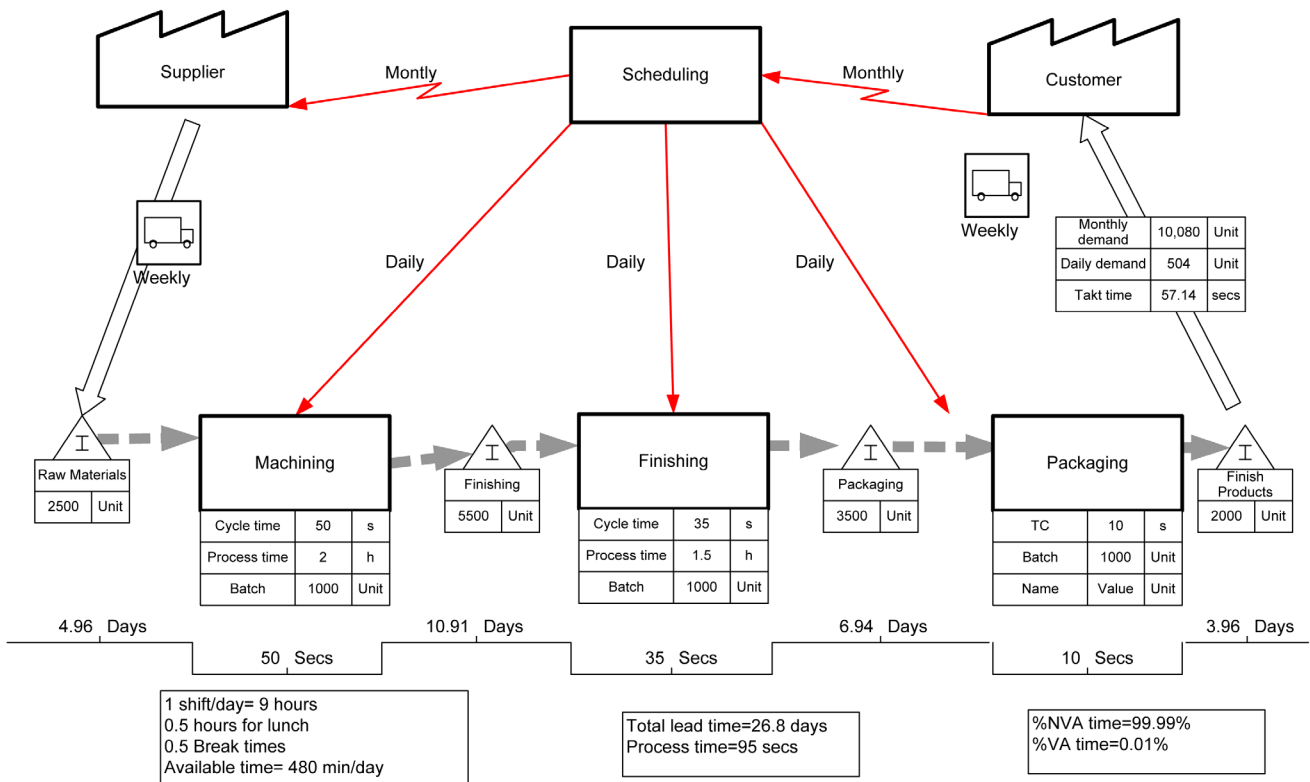 Supplier
Montly
Scheduling
Monthly
Customer
Weekly
Daily
Daily
Daily
Weekly
Monthly demand 10,080 Unit
Daily demand 504 Unit
Takt time 57.14 secs
I
Raw Materials
2500 Unit
Machining
Cycle time 50 s
Process time 2 h
Batch 1000 Unit
I
Finishing
5500 Unit
Finishing
Cycle time 35 s
Process time 1.5 h
Batch 1000 Unit
I
Packaging
3500 Unit
Packaging
TC 10 s
Batch 1000 Unit
Name Value Unit
I
Finish
Products
2000 Unit
4.96 Days
50 Secs
10.91 Days
35 Secs
6.94 Days
10 Secs
3.96 Days
1 shift/day= 9 hours
0.5 hours for lunch
0.5 Break times
Available time= 480 min/day
Total lead time=26.8 days
Process time=95 secs
%NVA time=99.99%
%VA time=0.01%